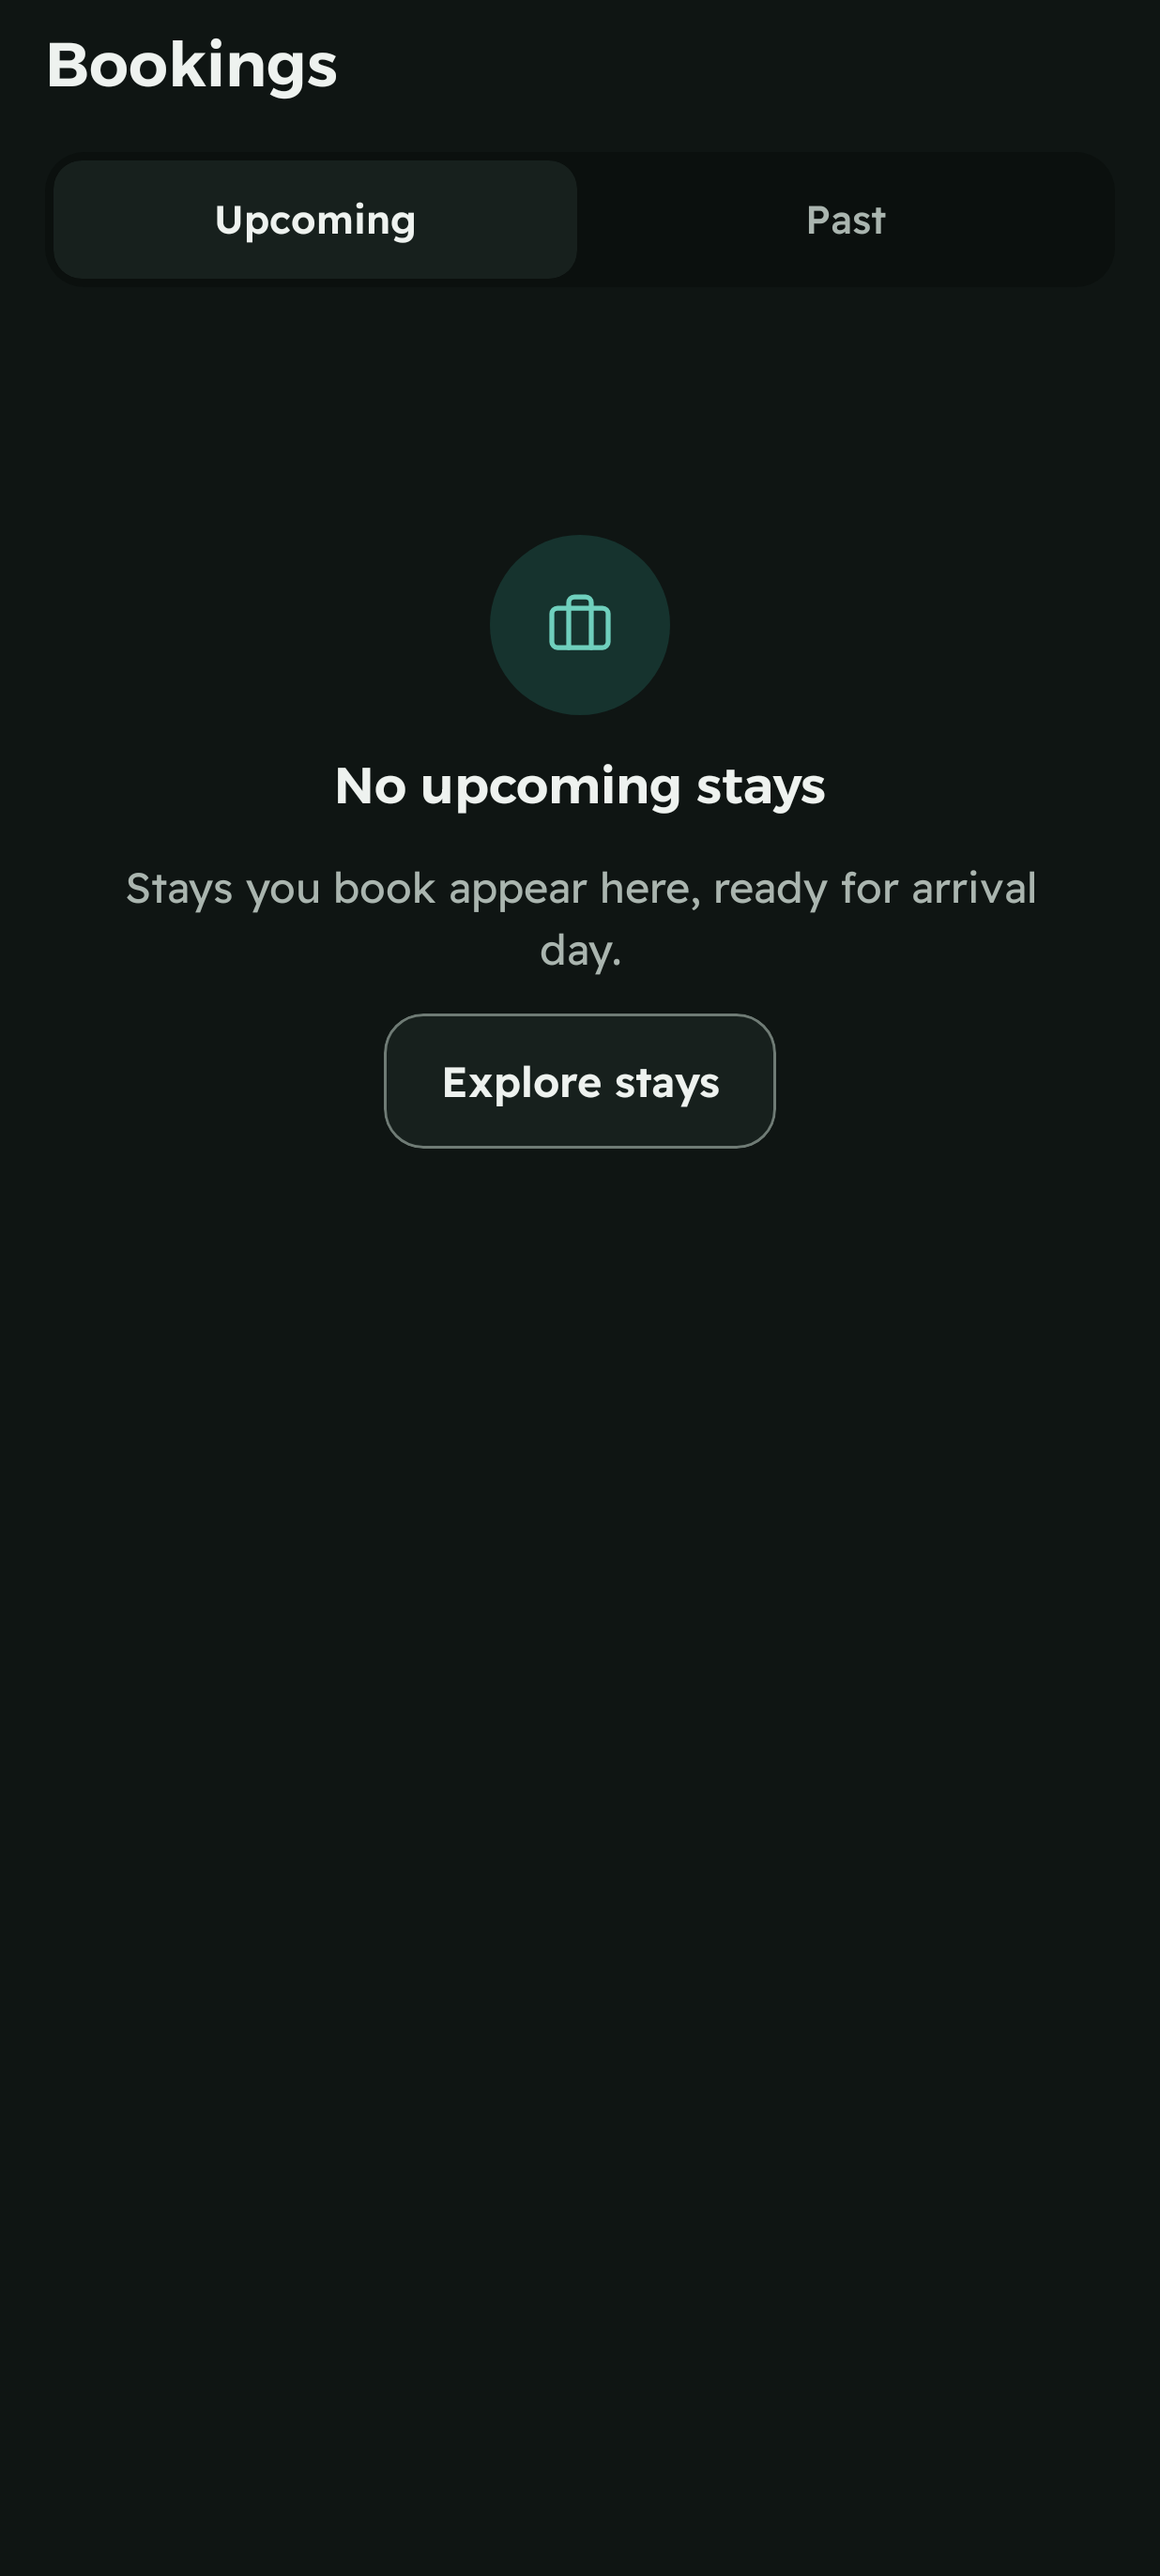 Bookings
Upcoming
Past
No upcoming stays
Stays you book appear here, ready for arrival
day.
Explore stays